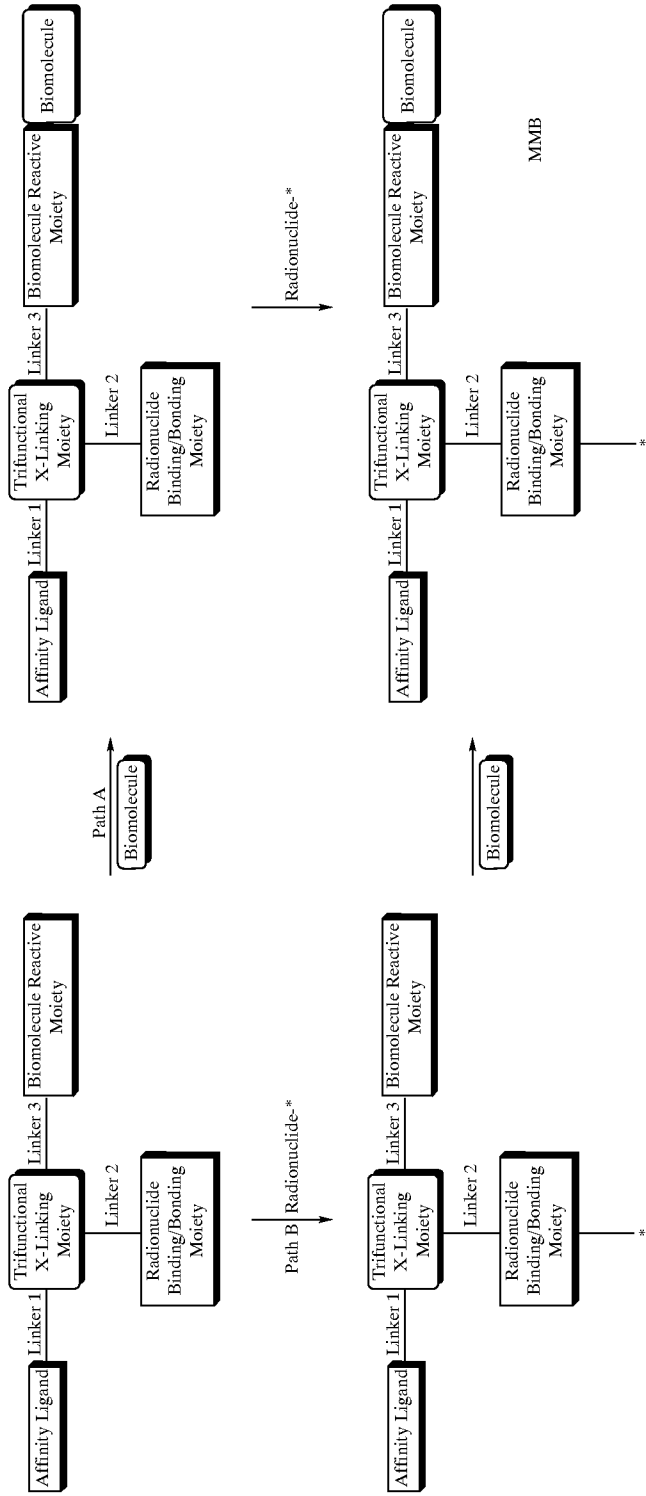 Affinity Ligand
Linker 1
Trifunctional
X-Linking
Moiety
Linker 3
Biomolecule Reactive
Moiety
Linker 2
Radionuclide
Binding/Bonding
Moiety
Path A
Biomolecule
Affinity Ligand
Linker 1
Trifunctional
X-Linking
Moiety
Linker 3
Biomolecule Reactive
Moiety
Biomolecule
Linker 2
Radionuclide
Binding/Bonding
Moiety
Path B
Radionuclide-*
Radionuclide-*
Affinity Ligand
Linker 1
Trifunctional
X-Linking
Moiety
Linker 3
Biomolecule Reactive
Moiety
Linker 2
Radionuclide
Binding/Bonding
Moiety
*
Biomolecule
Affinity Ligand
Linker 1
Trifunctional
X-Linking
Moiety
Linker 3
Biomolecule Reactive
Moiety
Biomolecule
Linker 2
Radionuclide
Binding/Bonding
Moiety
*
MMB